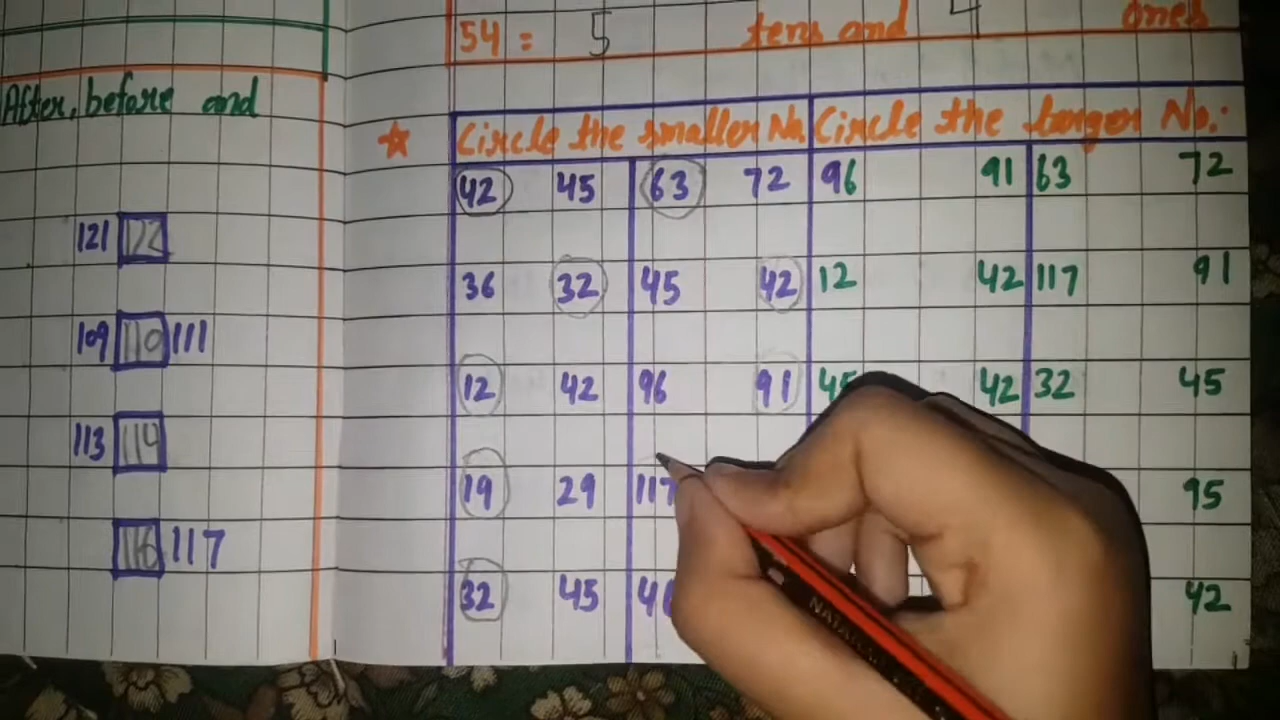 54 = 5 tens and 4 ones
After, before and
Circle the smaller No. Circle the larger No.
42 45 63 72 96 91 63 72
121 122
36 32 45 42 12 42 117 91
109 110 111
12 42 96 91 45 42 32 45
113 114
19 29 117 95
116 117
32 45 42